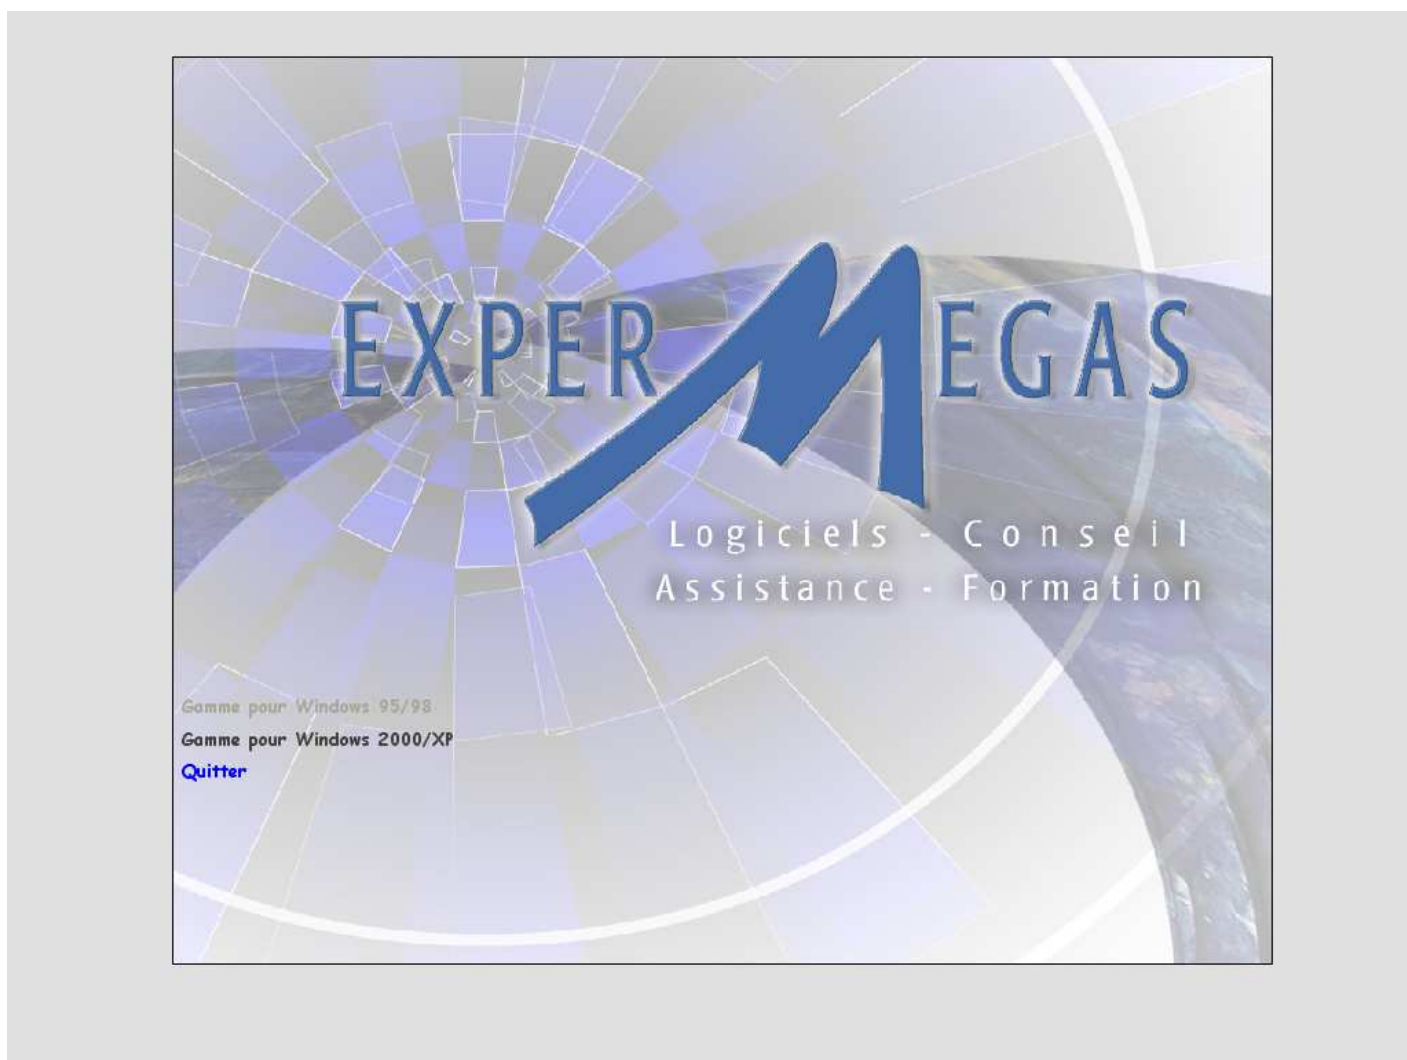 EXPER MEGAS
Logiciels - Conseil
Assistance - Formation
Gamme pour Windows 95/98
Gamme pour Windows 2000/XP
Quitter